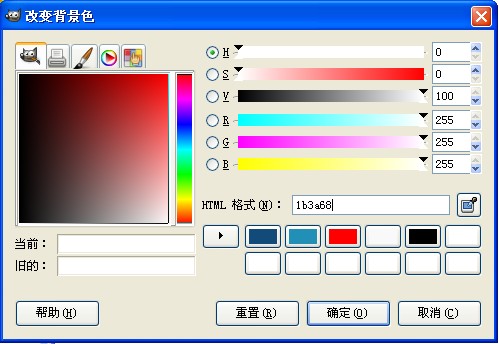 改变背景色
H 0
S 0
V 100
R 255
G 255
B 255
HTML 格式(N): 1b3a68
当前:
旧的:
帮助(H) 重置(R) 确定(O) 取消(C)